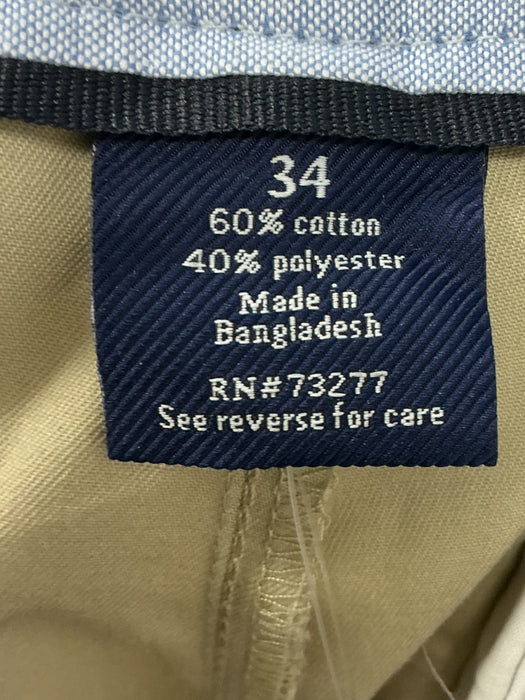 34
60% cotton
40% polyester
Made in
Bangladesh
RN#73277
See reverse for care